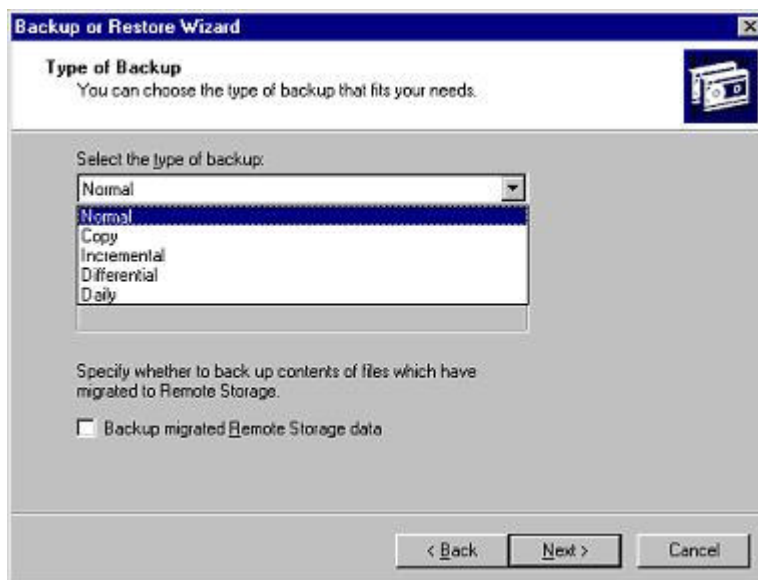 Backup or Restore Wizard
Type of Backup
You can choose the type of backup that fits your needs.
Select the type of backup:
Normal
Normal
Copy
Incremental
Differential
Daily
Specify whether to back up contents of files which have
migrated to Remote Storage.
Backup migrated Remote Storage data
< Back
Next >
Cancel